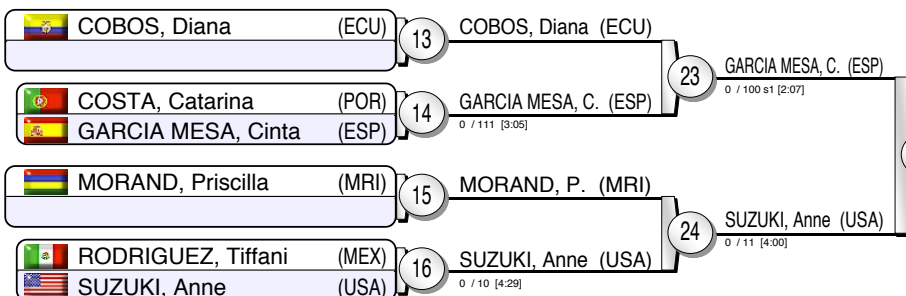 COBOS, Diana (ECU)
13
COBOS, Diana (ECU)
23
GARCIA MESA, C. (ESP)
0 / 100 s1 [2:07]
COSTA, Catarina (POR)
GARCIA MESA, Cinta (ESP)
14
GARCIA MESA, C. (ESP)
0 / 111 [3:05]
MORAND, Priscilla (MRI)
15
MORAND, P. (MRI)
24
SUZUKI, Anne (USA)
0 / 11 [4:00]
RODRIGUEZ, Tiffani (MEX)
SUZUKI, Anne (USA)
16
SUZUKI, Anne (USA)
0 / 10 [4:29]